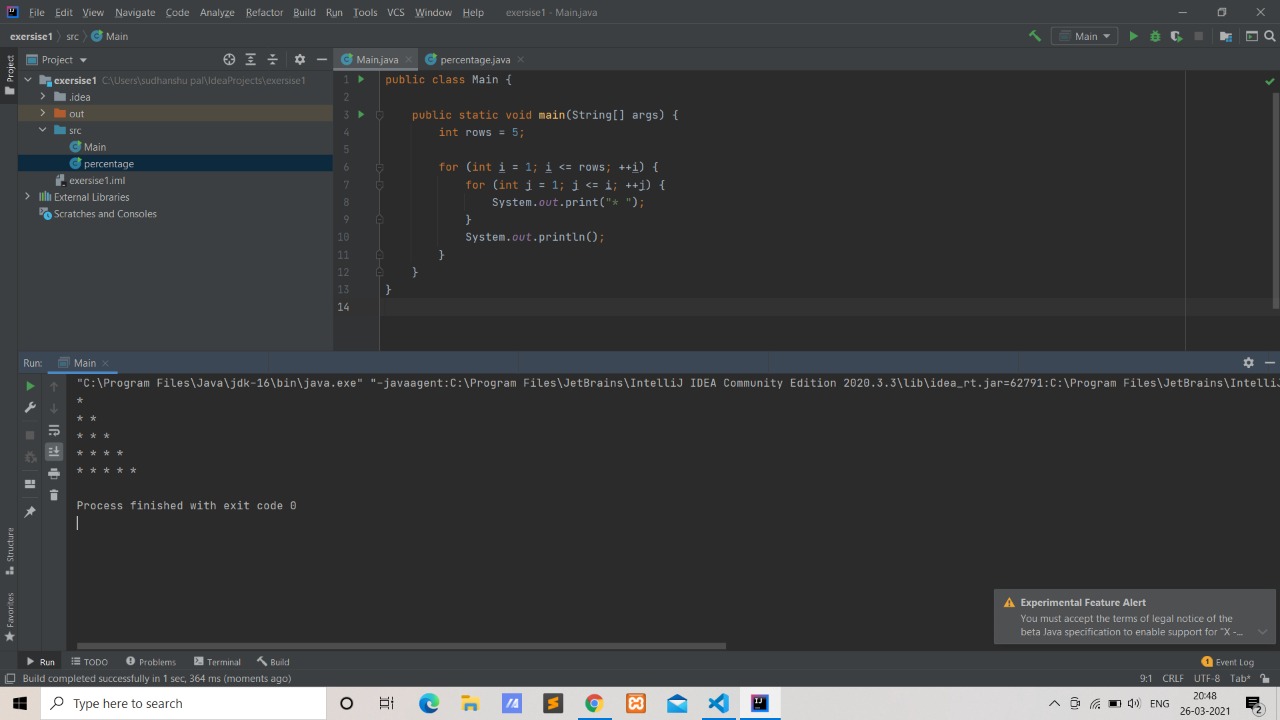 File Edit View Navigate Code Analyze Refactor Build Run Tools VCS Window Help exersise1 - Main.java
exersise1 src Main Main
Project
Project
Structure
Favorites
exersise1 C:\Users\sudhanshu pal\IdeaProjects\exersise1
.idea
out
src
Main
percentage
exersise1.iml
External Libraries
Scratches and Consoles
Main.java percentage.java
1 public class Main {
2
3 public static void main(String[] args) {
4 int rows = 5;
5
6 for (int i = 1; i <= rows; ++i) {
7 for (int j = 1; j <= i; ++j) {
8 System.out.print("* ");
9 }
10 System.out.println();
11 }
12 }
13 }
14
Run: Main
"C:\Program Files\Java\jdk-16\bin\java.exe" "-javaagent:C:\Program Files\JetBrains\IntelliJ IDEA Community Edition 2020.3.3\lib\idea_rt.jar=62791:C:\Program Files\JetBrains\IntelliJ
*
* *
* * *
* * * *
* * * * *
Process finished with exit code 0
Experimental Feature Alert
You must accept the terms of legal notice of the
beta Java specification to enable support for "X -...
Run TODO Problems Terminal Build 1 Event Log
Build completed successfully in 1 sec, 364 ms (moments ago) 9:1 CRLF UTF-8 Tab*
Type here to search ENG 20:48
26-03-2021 2